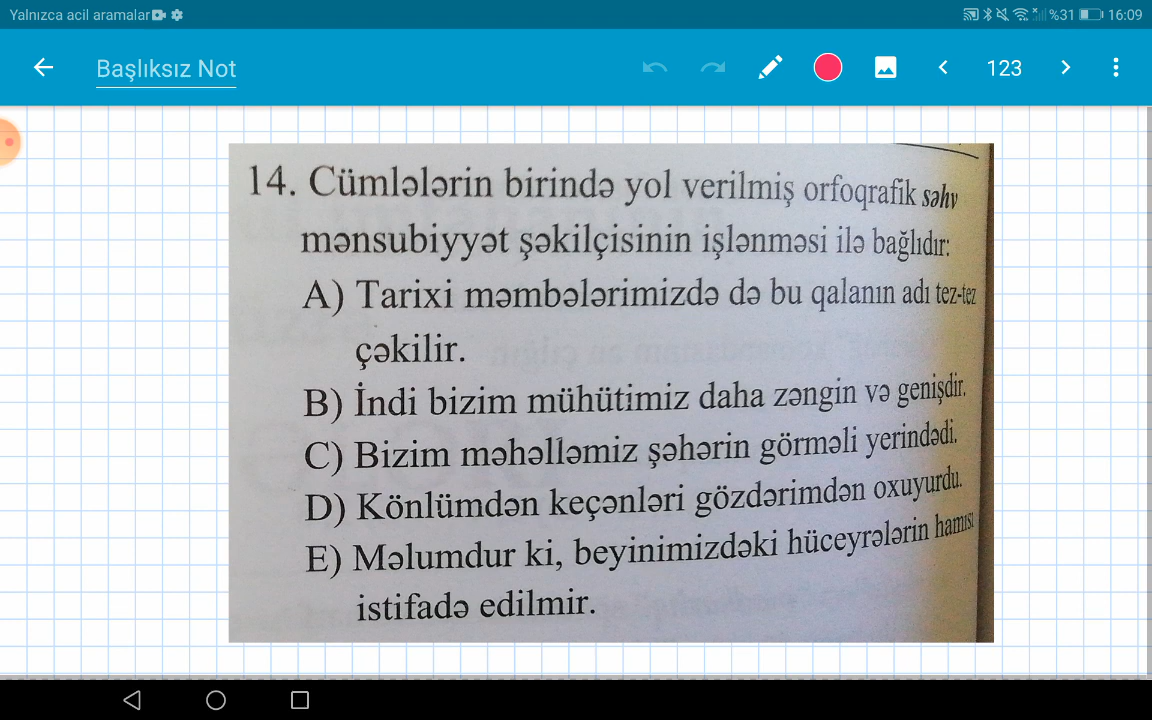 Yalnızca acil aramalar %31 16:09
Başlıksız Not 123
14. Cümlələrin birində yol verilmiş orfoqrafik səhv
mənsubiyyət şəkilçisinin işlənməsi ilə bağlıdır:
A) Tarixi məmbələrimizdə də bu qalanın adı tez-tez
çəkilir.
B) İndi bizim mühütimiz daha zəngin və genişdir.
C) Bizim məhəlləmiz şəhərin görməli yerindədi.
D) Könlümdən keçənləri gözdərimdən oxuyurdu.
E) Məlumdur ki, beyinimizdəki hüceyrələrin hamısı
istifadə edilmir.